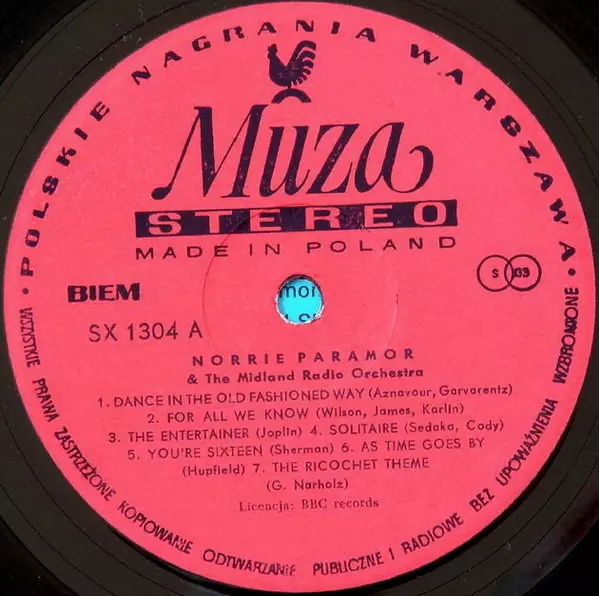 • POLSKIE NAGRANIA WARSZAWA •
Muza
STEREO
MADE IN POLAND
BIEM
S 33
SX 1304 A
NORRIE PARAMOR
& The Midland Radio Orchestra
1. DANCE IN THE OLD FASHIONED WAY (Aznavour, Garvarentz)
2. FOR ALL WE KNOW (Wilson, James, Karlin)
3. THE ENTERTAINER (Joplin) 4. SOLITAIRE (Sedaka, Cody)
5. YOU'RE SIXTEEN (Sherman) 6. AS TIME GOES BY
(Hupfield) 7. THE RICOCHET THEME
(G. Narholz)
Licencja: BBC records
WSZYSTKIE PRAWA ZASTRZEŻONE KOPIOWANIE ODTWARZANIE PUBLICZNE I RADIOWE BEZ UPOWAŻNIENIA WZBRONIONE